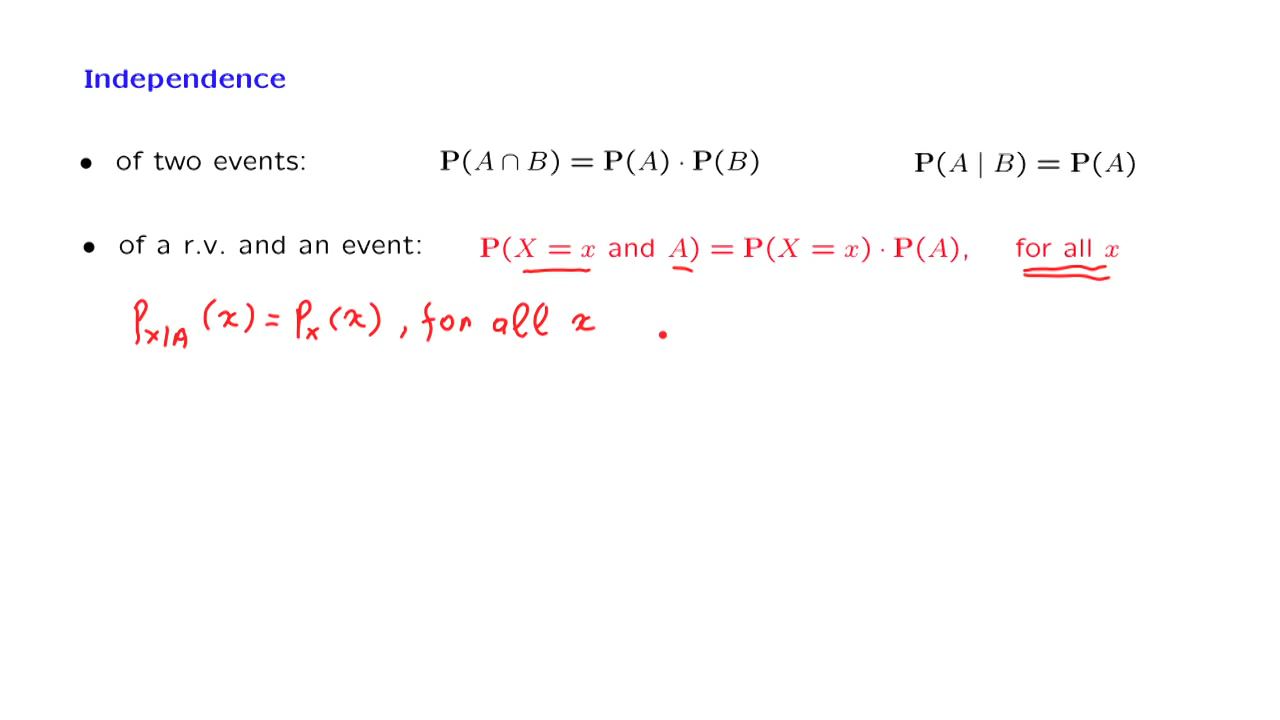 Independence
• of two events: P(A ∩ B) = P(A) · P(B) P(A | B) = P(A)
• of a r.v. and an event: P(X = x and A) = P(X = x) · P(A), for all x
p_{X|A}(x) = p_X(x), for all x